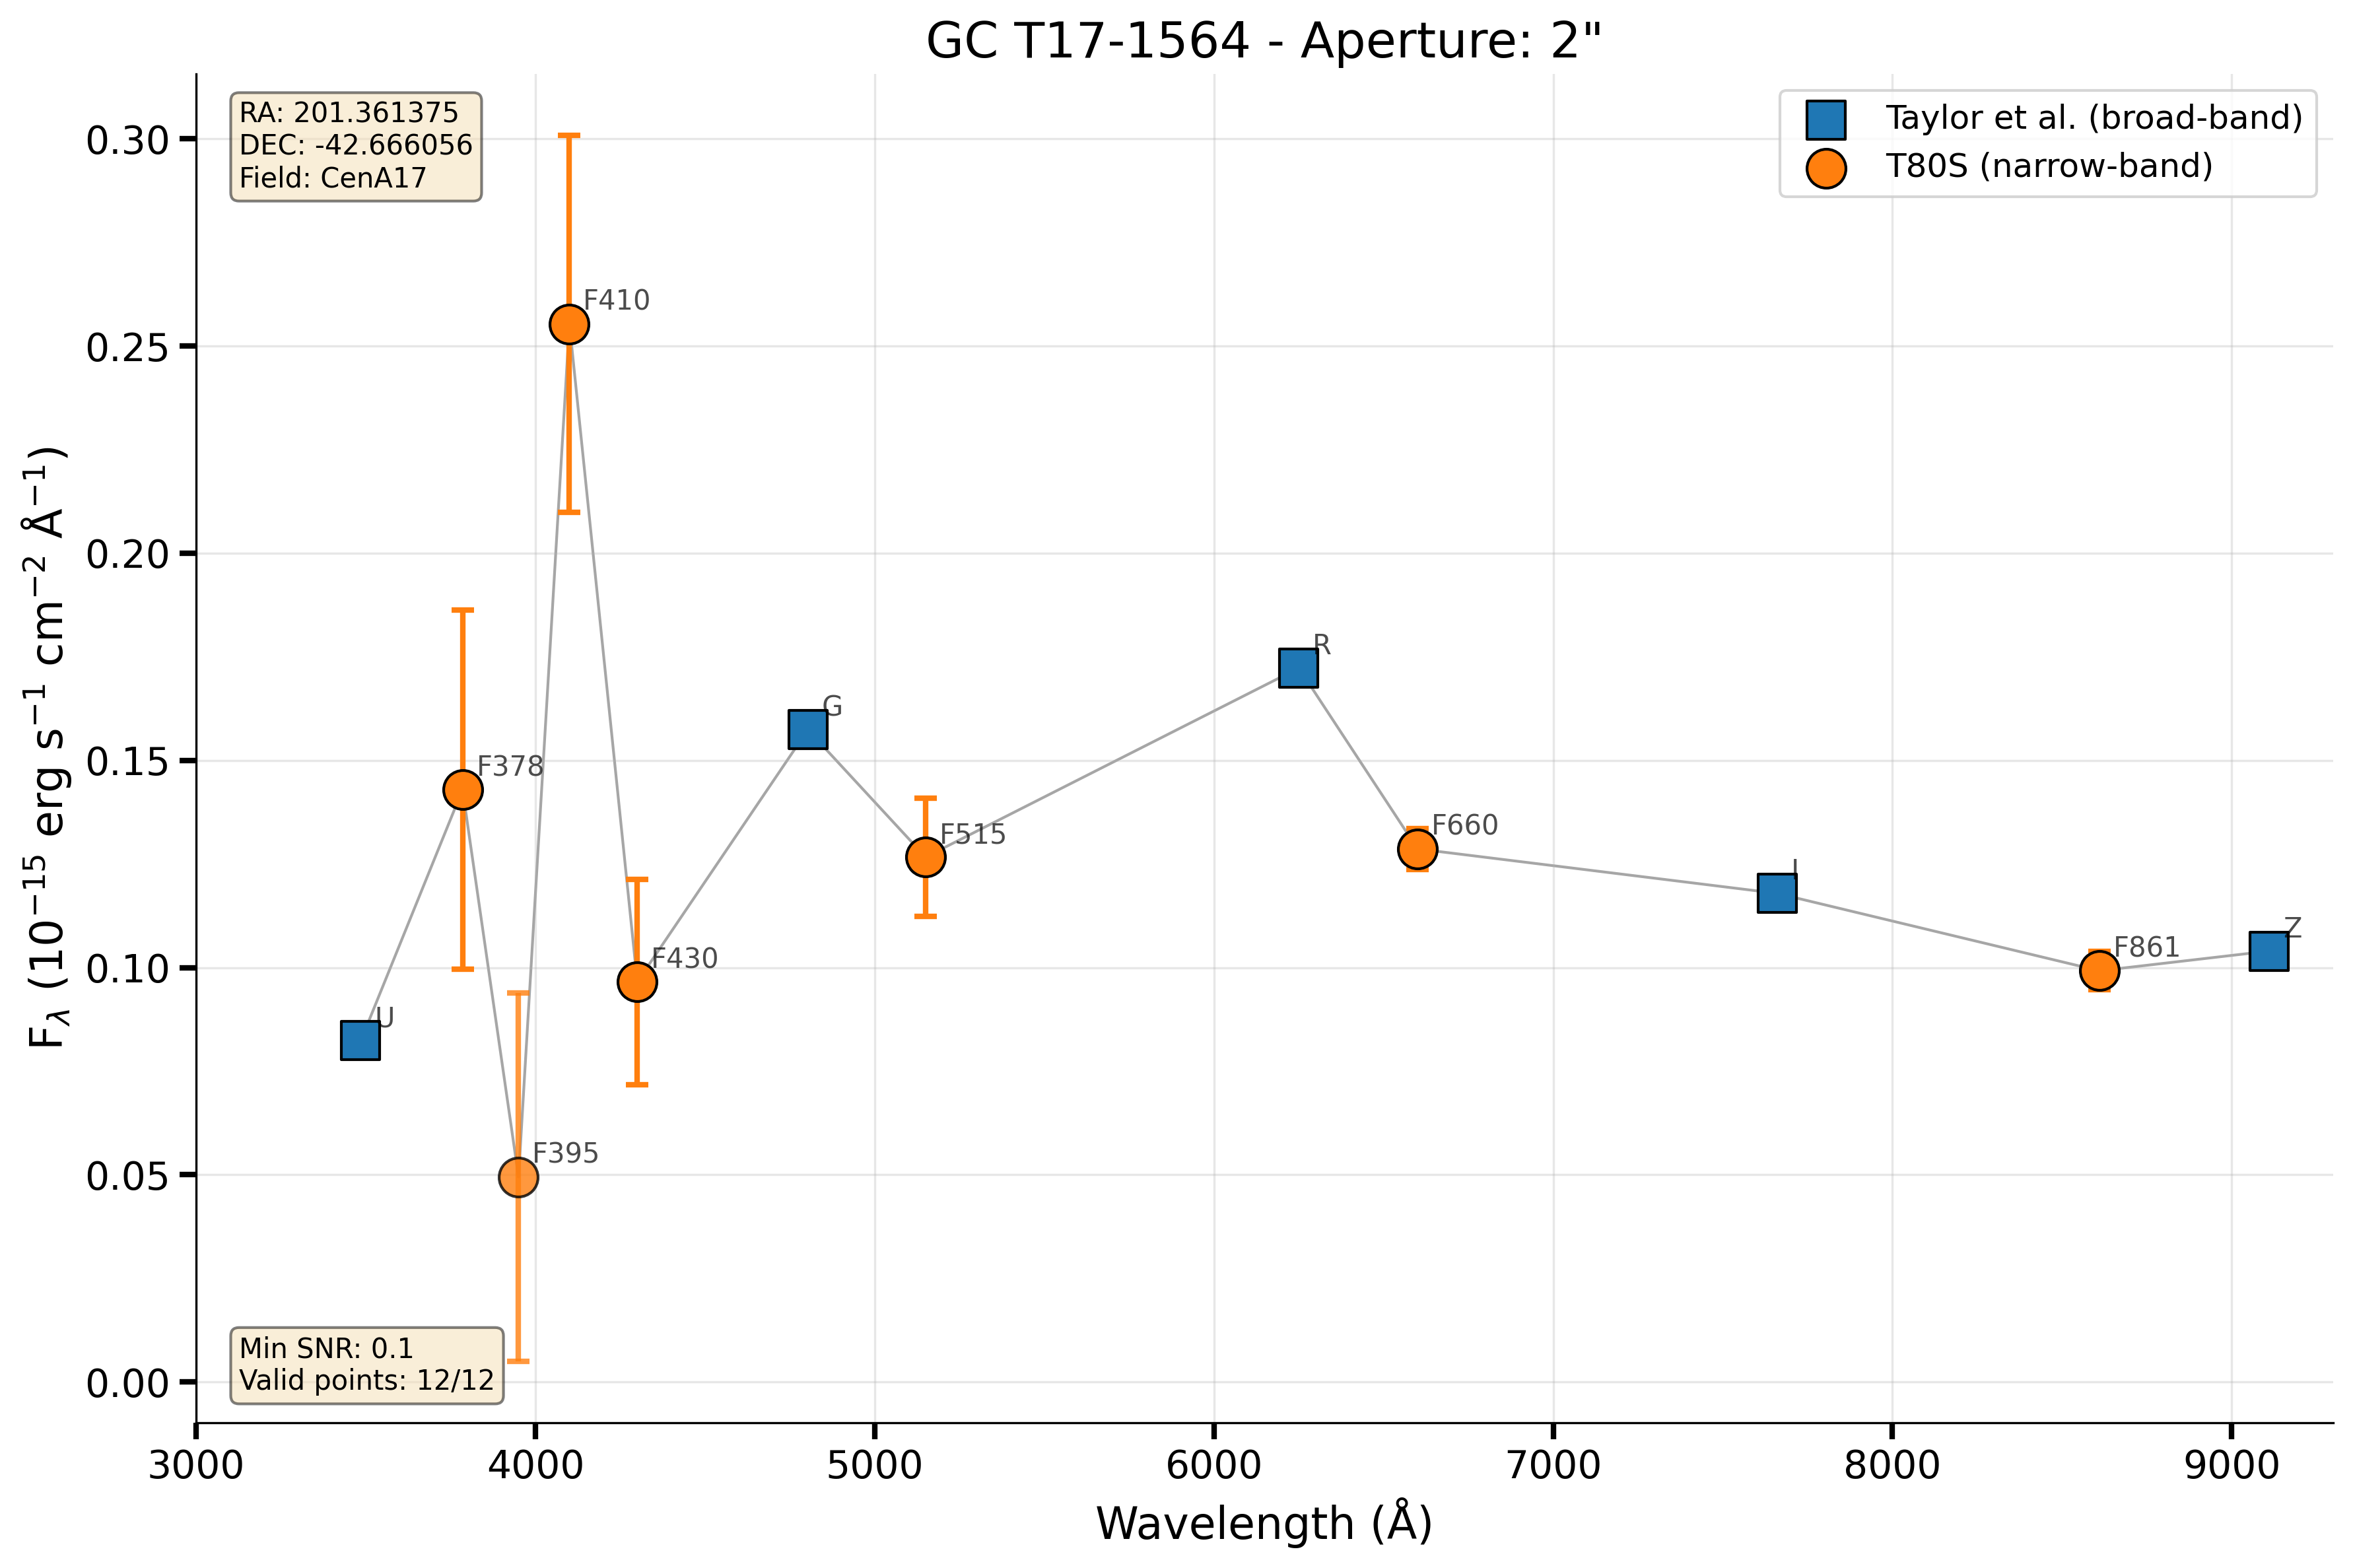 GC T17-1564 - Aperture: 2"
RA: 201.361375
DEC: -42.666056
Field: CenA17
Taylor et al. (broad-band)
T80S (narrow-band)
F_λ (10⁻¹⁵ erg s⁻¹ cm⁻² Å⁻¹)
0.30
0.25
0.20
0.15
0.10
0.05
0.00
U
F378
F395
F410
F430
G
F515
R
F660
I
F861
Z
Min SNR: 0.1
Valid points: 12/12
3000 4000 5000 6000 7000 8000 9000
Wavelength (Å)